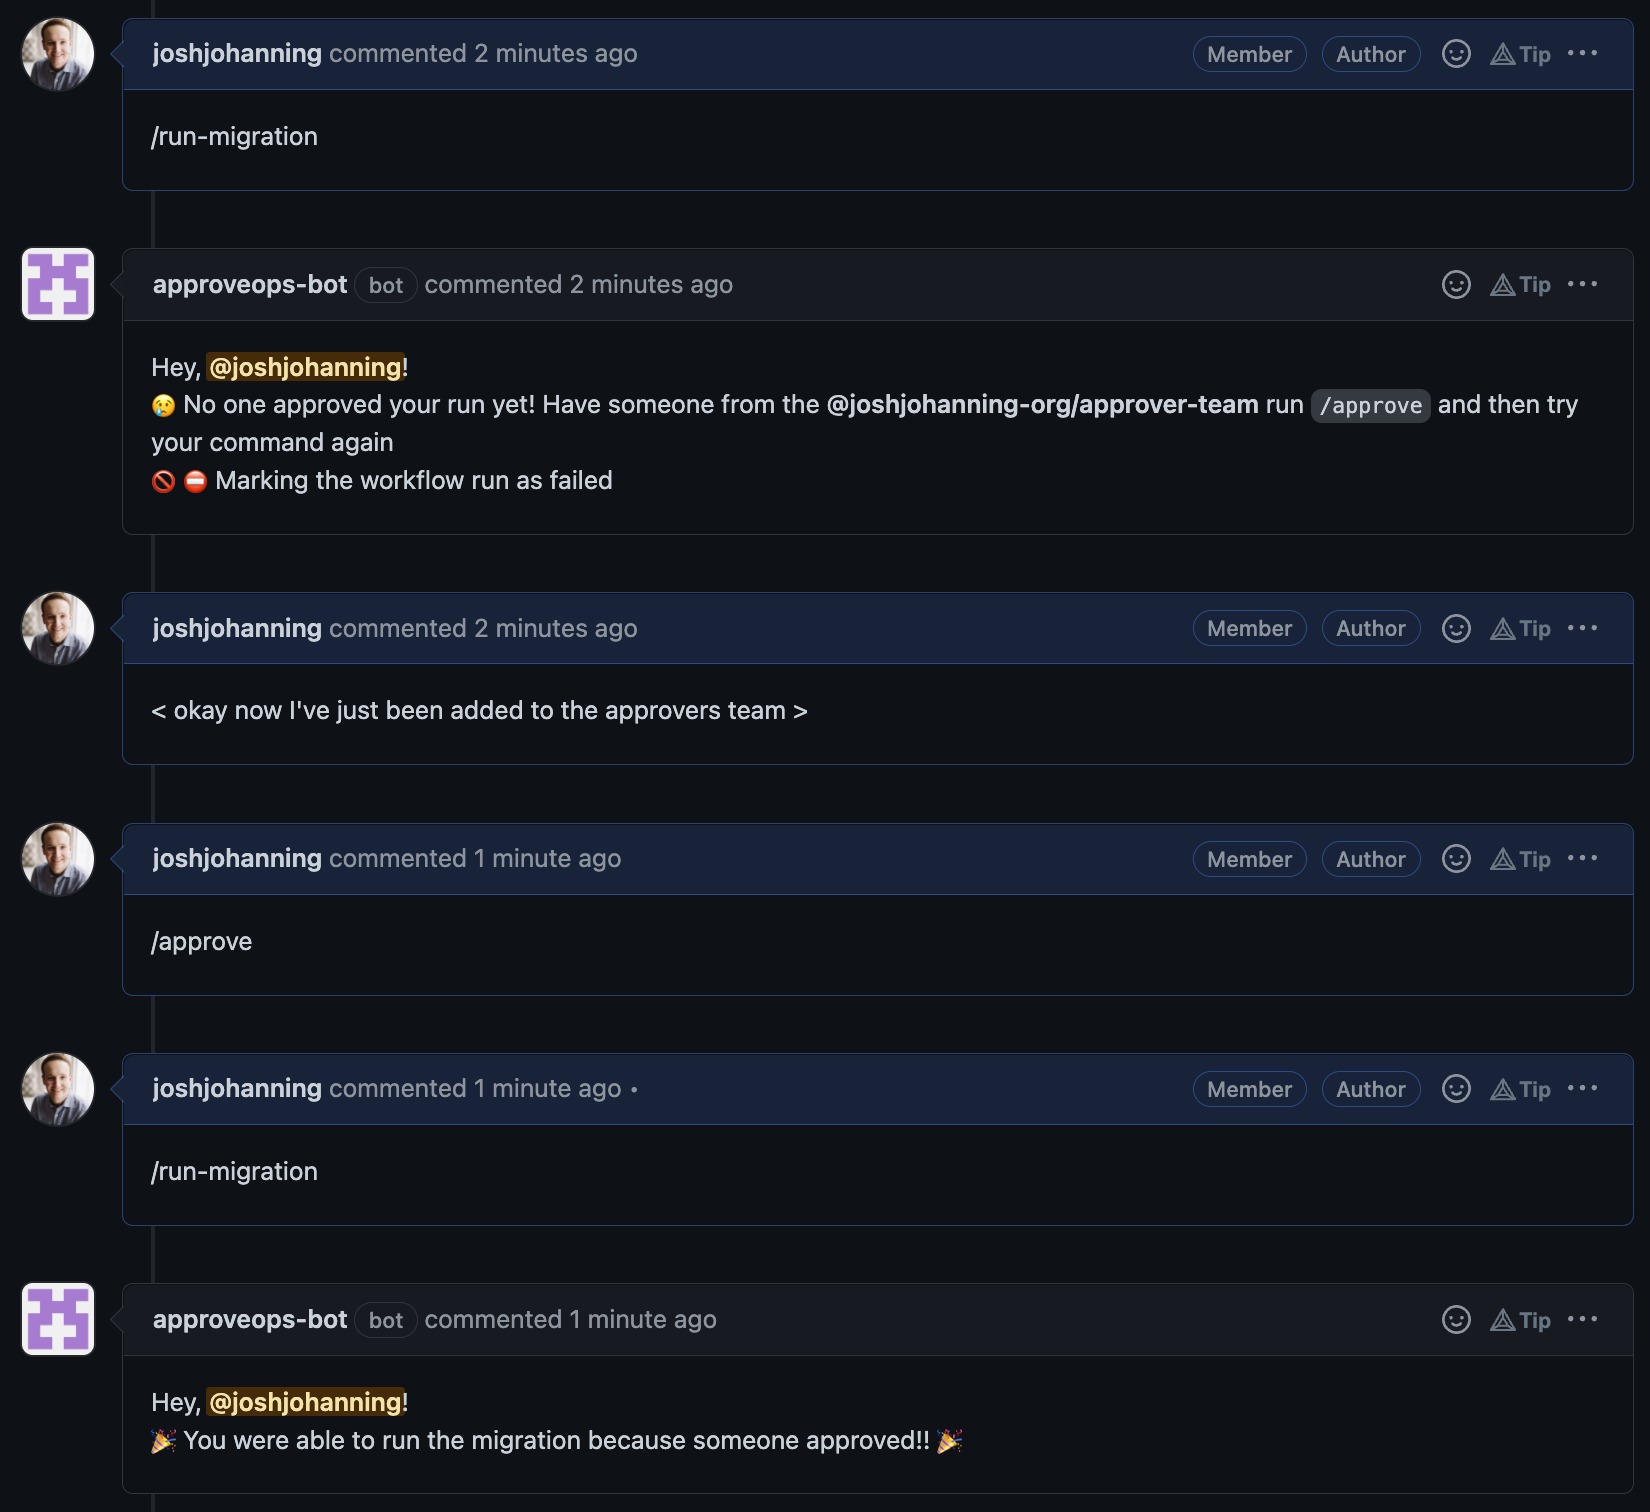 joshjohanning commented 2 minutes ago Member Author Tip
/run-migration
approveops-bot bot commented 2 minutes ago Tip
Hey, @joshjohanning!
😢 No one approved your run yet! Have someone from the @joshjohanning-org/approver-team run /approve and then try
your command again
🚫 ⛔ Marking the workflow run as failed
joshjohanning commented 2 minutes ago Member Author Tip
< okay now I've just been added to the approvers team >
joshjohanning commented 1 minute ago Member Author Tip
/approve
joshjohanning commented 1 minute ago • Member Author Tip
/run-migration
approveops-bot bot commented 1 minute ago Tip
Hey, @joshjohanning!
🎉 You were able to run the migration because someone approved!! 🎉